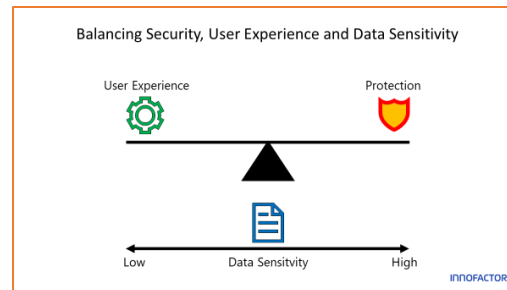 Balancing Security, User Experience and Data Sensitivity
User Experience
Protection
Low
Data Sensitvity
High
INNOFACTOR